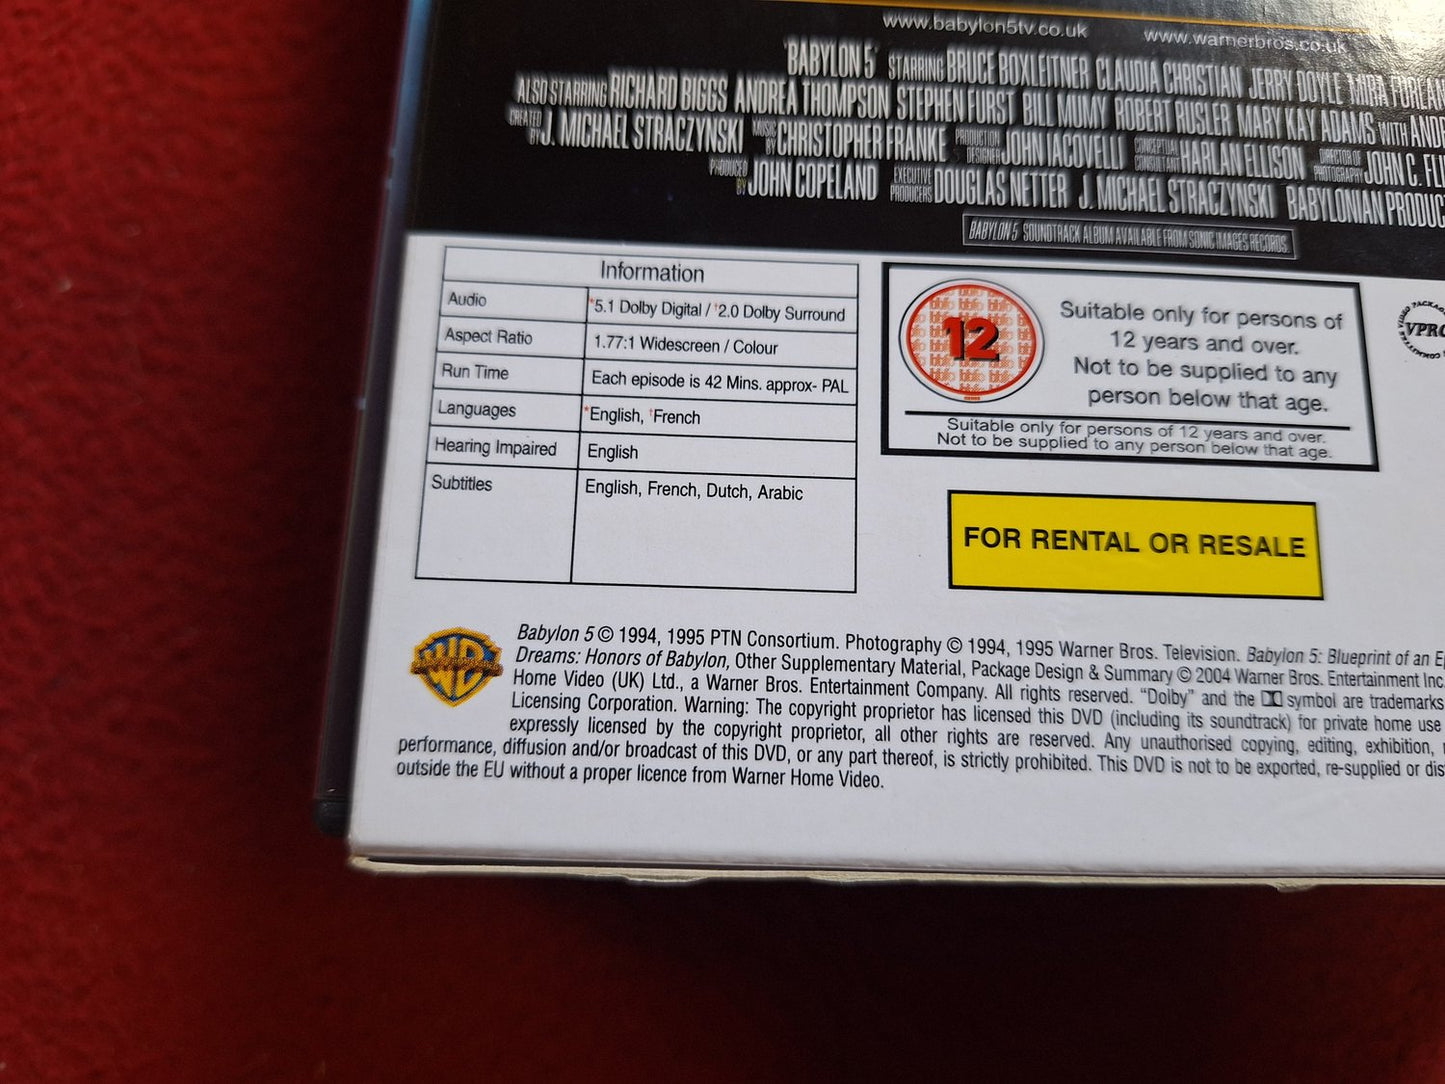 www.babylon5tv.co.uk www.warnerbros.co.uk
BABYLON 5 STARRING BRUCE BOXLEITNER CLAUDIA CHRISTIAN JERRY DOYLE MIRA FURLAN
ALSO STARRING RICHARD BIGGS ANDREA THOMPSON STEPHEN FURST BILL MUMY ROBERT RUSLER MARY KAY ADAMS WITH ANDR
CREATED BY J. MICHAEL STRACZYNSKI MUSIC BY CHRISTOPHER FRANKE PRODUCTION DESIGNER JOHN IACOVELLI CONCEPTUAL CONSULTANT HARLAN ELLISON DIRECTOR OF PHOTOGRAPHY JOHN C. FLI
PRODUCED BY JOHN COPELAND EXECUTIVE PRODUCERS DOUGLAS NETTER J. MICHAEL STRACZYNSKI BABYLONIAN PRODUC
BABYLON 5 SOUNDTRACK ALBUM AVAILABLE FROM SONIC IMAGES RECORDS.
Information
Audio *5.1 Dolby Digital / †2.0 Dolby Surround
Aspect Ratio 1.77:1 Widescreen / Colour
Run Time Each episode is 42 Mins. approx- PAL
Languages *English, †French
Hearing Impaired English
Subtitles English, French, Dutch, Arabic
12
Suitable only for persons of
12 years and over.
Not to be supplied to any
person below that age.
Suitable only for persons of 12 years and over.
Not to be supplied to any person below that age.
VPRC
FOR RENTAL OR RESALE
WB
Babylon 5 © 1994, 1995 PTN Consortium. Photography © 1994, 1995 Warner Bros. Television. Babylon 5: Blueprint of an E
Dreams: Honors of Babylon, Other Supplementary Material, Package Design & Summary © 2004 Warner Bros. Entertainment Inc.
Home Video (UK) Ltd., a Warner Bros. Entertainment Company. All rights reserved. “Dolby” and the symbol are trademarks
Licensing Corporation. Warning: The copyright proprietor has licensed this DVD (including its soundtrack) for private home use
expressly licensed by the copyright proprietor, all other rights are reserved. Any unauthorised copying, editing, exhibition,
performance, diffusion and/or broadcast of this DVD, or any part thereof, is strictly prohibited. This DVD is not to be exported, re-supplied or dis
outside the EU without a proper licence from Warner Home Video.